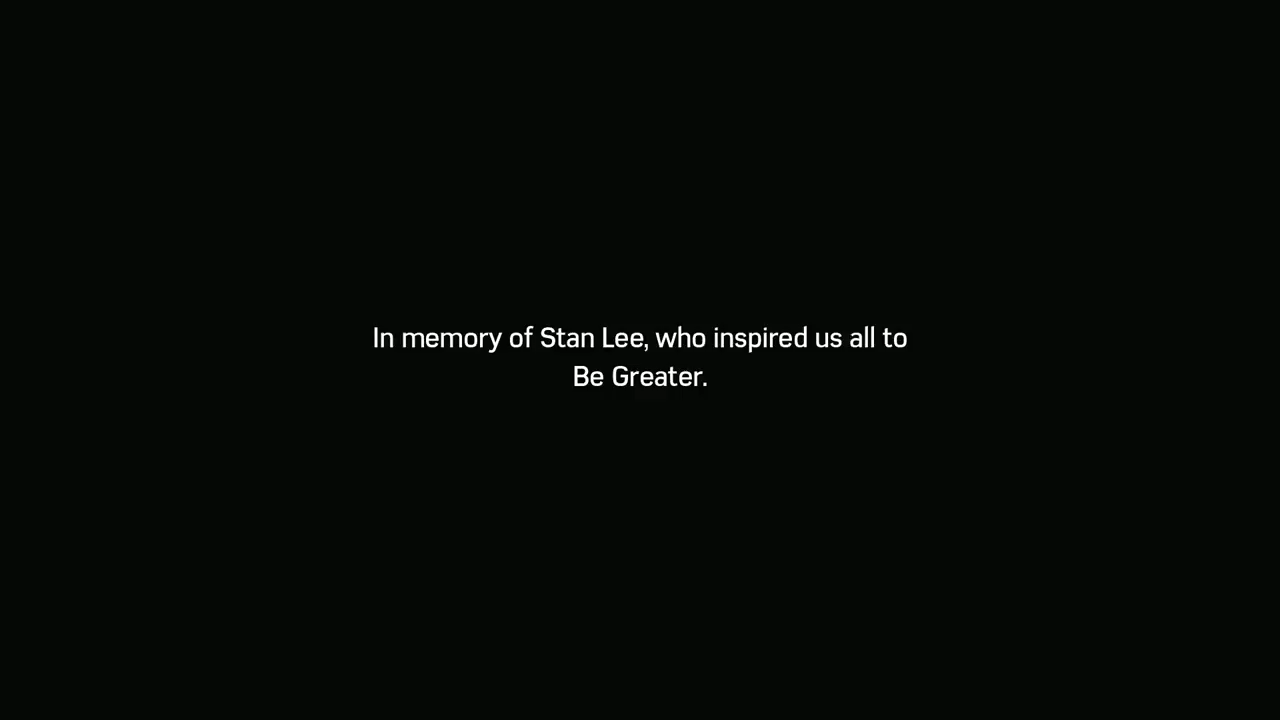 In memory of Stan Lee, who inspired us all to
Be Greater.